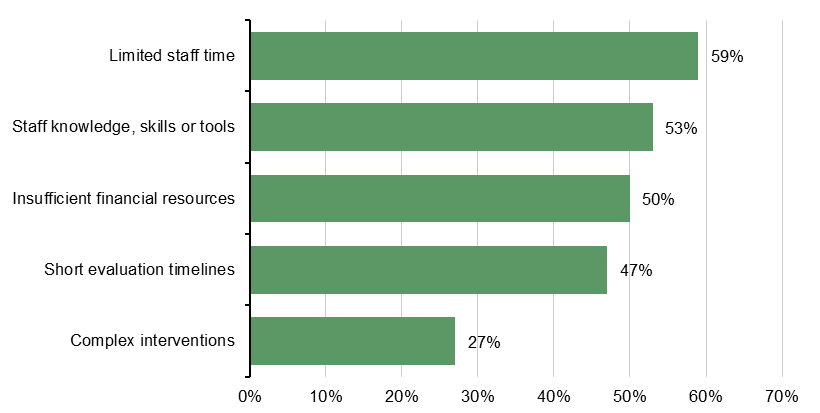 Limited staff time
59%
Staff knowledge, skills or tools
53%
Insufficient financial resources
50%
Short evaluation timelines
47%
Complex interventions
27%
0% 10% 20% 30% 40% 50% 60% 70%